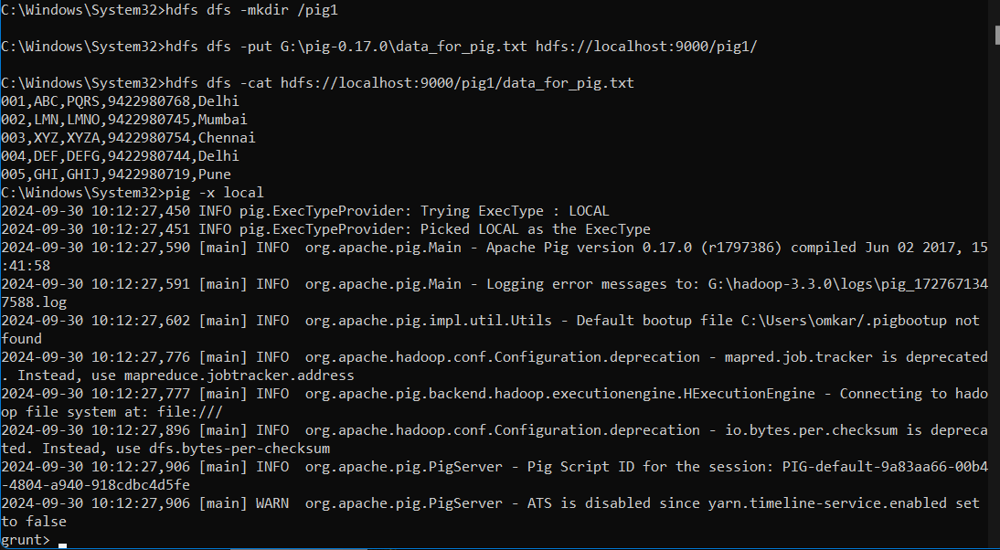 C:\Windows\System32>hdfs dfs -mkdir /pig1
C:\Windows\System32>hdfs dfs -put G:\pig-0.17.0\data_for_pig.txt hdfs://localhost:9000/pig1/
C:\Windows\System32>hdfs dfs -cat hdfs://localhost:9000/pig1/data_for_pig.txt
001,ABC,PQRS,9422980768,Delhi
002,LMN,LMNO,9422980745,Mumbai
003,XYZ,XYZA,9422980754,Chennai
004,DEF,DEFG,9422980744,Delhi
005,GHI,GHIJ,9422980719,Pune
C:\Windows\System32>pig -x local
2024-09-30 10:12:27,450 INFO pig.ExecTypeProvider: Trying ExecType : LOCAL
2024-09-30 10:12:27,451 INFO pig.ExecTypeProvider: Picked LOCAL as the ExecType
2024-09-30 10:12:27,590 [main] INFO  org.apache.pig.Main - Apache Pig version 0.17.0 (r1797386) compiled Jun 02 2017, 15
:41:58
2024-09-30 10:12:27,591 [main] INFO  org.apache.pig.Main - Logging error messages to: G:\hadoop-3.3.0\logs\pig_172767134
7588.log
2024-09-30 10:12:27,602 [main] INFO  org.apache.pig.impl.util.Utils - Default bootup file C:\Users\omkar/.pigbootup not
found
2024-09-30 10:12:27,776 [main] INFO  org.apache.hadoop.conf.Configuration.deprecation - mapred.job.tracker is deprecated
. Instead, use mapreduce.jobtracker.address
2024-09-30 10:12:27,777 [main] INFO  org.apache.pig.backend.hadoop.executionengine.HExecutionEngine - Connecting to hado
op file system at: file:///
2024-09-30 10:12:27,896 [main] INFO  org.apache.hadoop.conf.Configuration.deprecation - io.bytes.per.checksum is depreca
ted. Instead, use dfs.bytes-per-checksum
2024-09-30 10:12:27,906 [main] INFO  org.apache.pig.PigServer - Pig Script ID for the session: PIG-default-9a83aa66-00b4
-4804-a940-918cdbc4d5fe
2024-09-30 10:12:27,906 [main] WARN  org.apache.pig.PigServer - ATS is disabled since yarn.timeline-service.enabled set
to false
grunt>